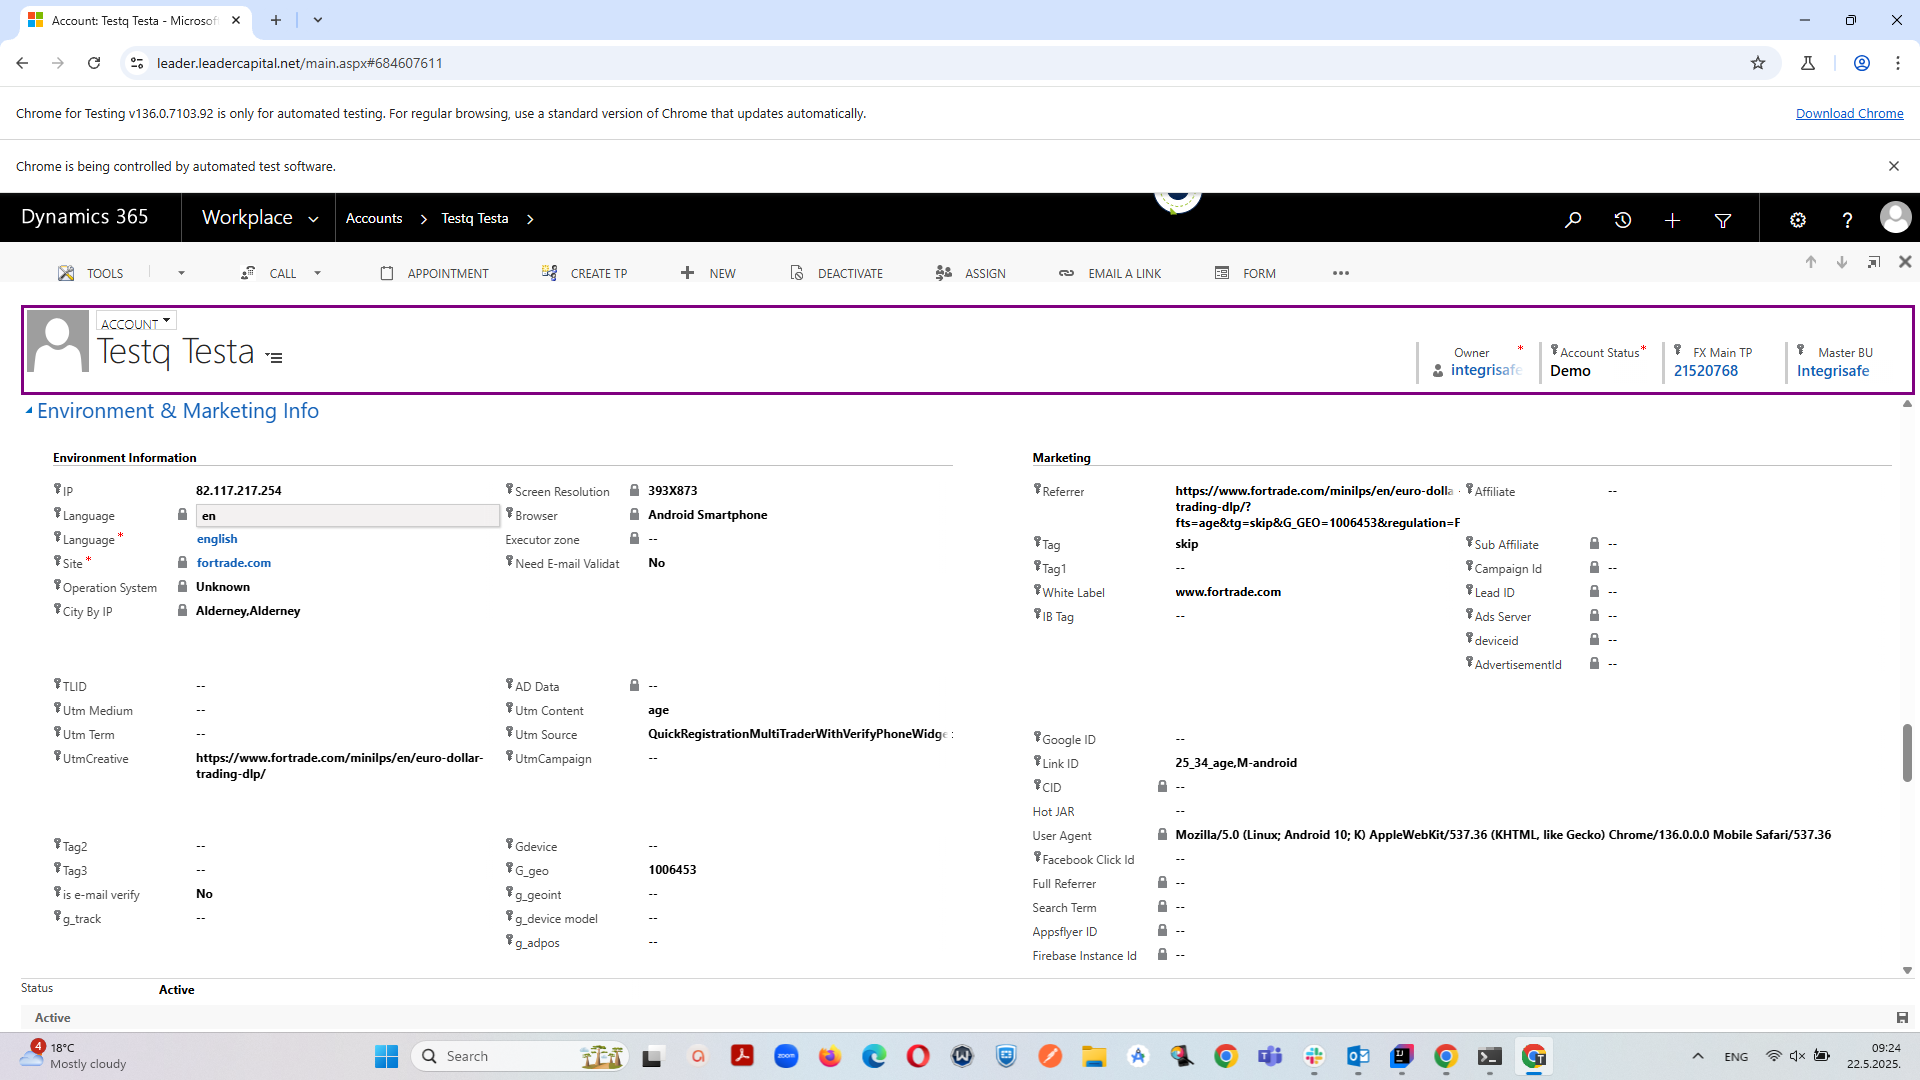 Account: Testq Testa - Microsof
leader.leadercapital.net/main.aspx#684607611
Chrome for Testing v136.0.7103.92 is only for automated testing. For regular browsing, use a standard version of Chrome that updates automatically.
Download Chrome
Chrome is being controlled by automated test software.
Dynamics 365
Workplace
Accounts
Testq Testa
TOOLS
CALL
APPOINTMENT
CREATE TP
NEW
DEACTIVATE
ASSIGN
EMAIL A LINK
FORM
ACCOUNT
Testq Testa
Owner *
integrisafe
Account Status *
Demo
FX Main TP
21520768
Master BU
Integrisafe
Environment & Marketing Info
Environment Information
IP 82.117.217.254
Language en
Language * english
Site * fortrade.com
Operation System Unknown
City By IP Alderney,Alderney
Screen Resolution 393X873
Browser Android Smartphone
Executor zone --
Need E-mail Validat No
TLID --
Utm Medium --
Utm Term --
UtmCreative https://www.fortrade.com/minilps/en/euro-dollar-
trading-dlp/
AD Data --
Utm Content age
Utm Source QuickRegistrationMultiTraderWithVerifyPhoneWidge
UtmCampaign --
Tag2 --
Tag3 --
is e-mail verify No
g_track --
Gdevice --
G_geo 1006453
g_geoint --
g_device model --
g_adpos --
Marketing
Referrer https://www.fortrade.com/minilps/en/euro-dolla
trading-dlp/?
fts=age&tg=skip&G_GEO=1006453&regulation=F
Tag skip
Tag1 --
White Label www.fortrade.com
IB Tag --
Affiliate --
Sub Affiliate --
Campaign Id --
Lead ID --
Ads Server --
deviceid --
AdvertisementId --
Google ID --
Link ID 25_34_age,M-android
CID --
Hot JAR --
User Agent Mozilla/5.0 (Linux; Android 10; K) AppleWebKit/537.36 (KHTML, like Gecko) Chrome/136.0.0.0 Mobile Safari/537.36
Facebook Click Id --
Full Referrer --
Search Term --
Appsflyer ID --
Firebase Instance Id --
Status Active
Active
4
18°C
Mostly cloudy
Search
zoom
ENG
09:24
22.5.2025.